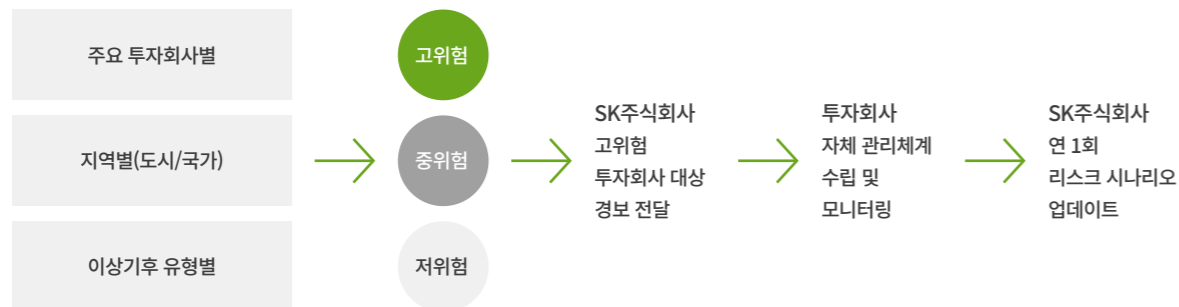 주요 투자회사별
지역별(도시/국가)
이상기후 유형별
고위험
중위험
저위험
SK주식회사
고위험
투자회사 대상
경보 전달
투자회사
자체 관리체계
수립 및
모니터링
SK주식회사
연 1회
리스크 시나리오
업데이트